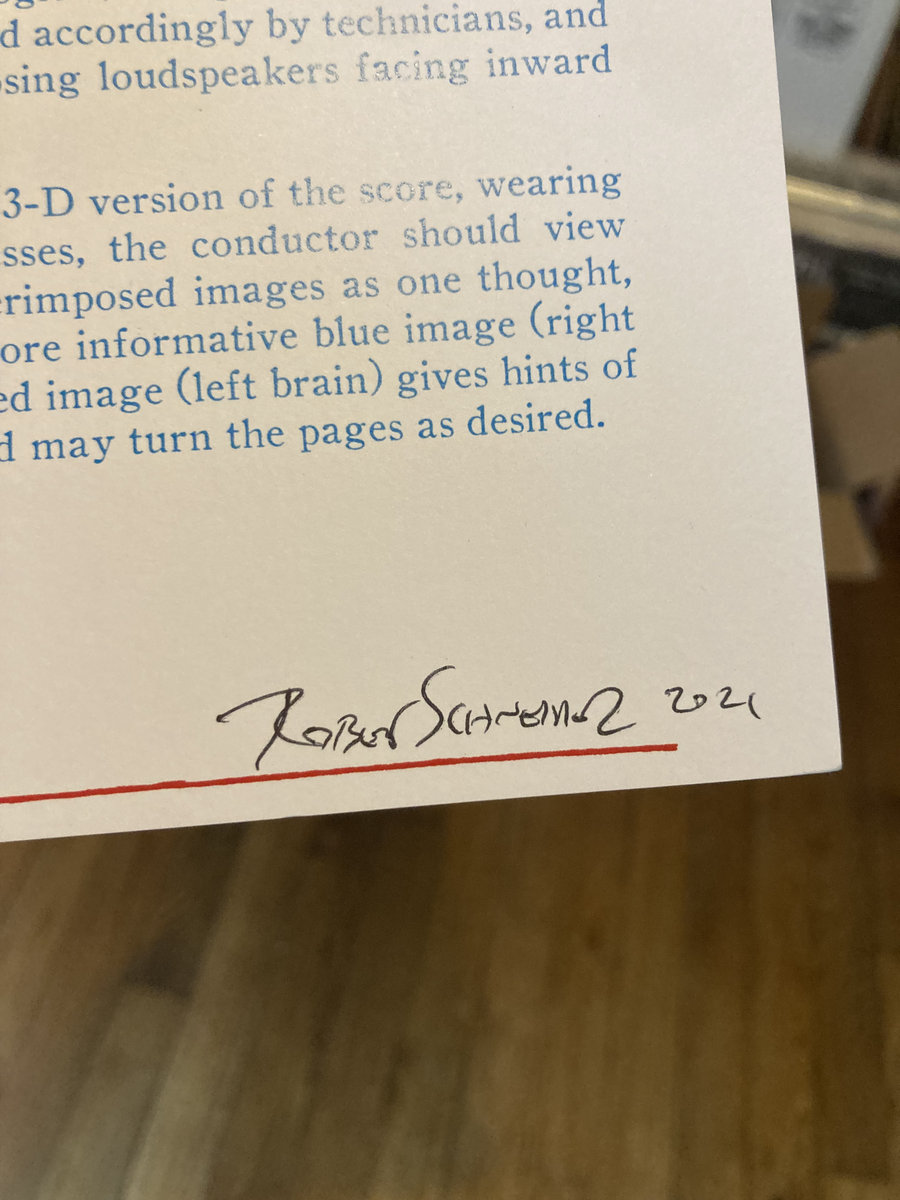 d accordingly by technicians, and
sing loudspeakers facing inward
3-D version of the score, wearing
sses, the conductor should view
rimposed images as one thought,
ore informative blue image (right
ed image (left brain) gives hints of
d may turn the pages as desired.
Robert 2021